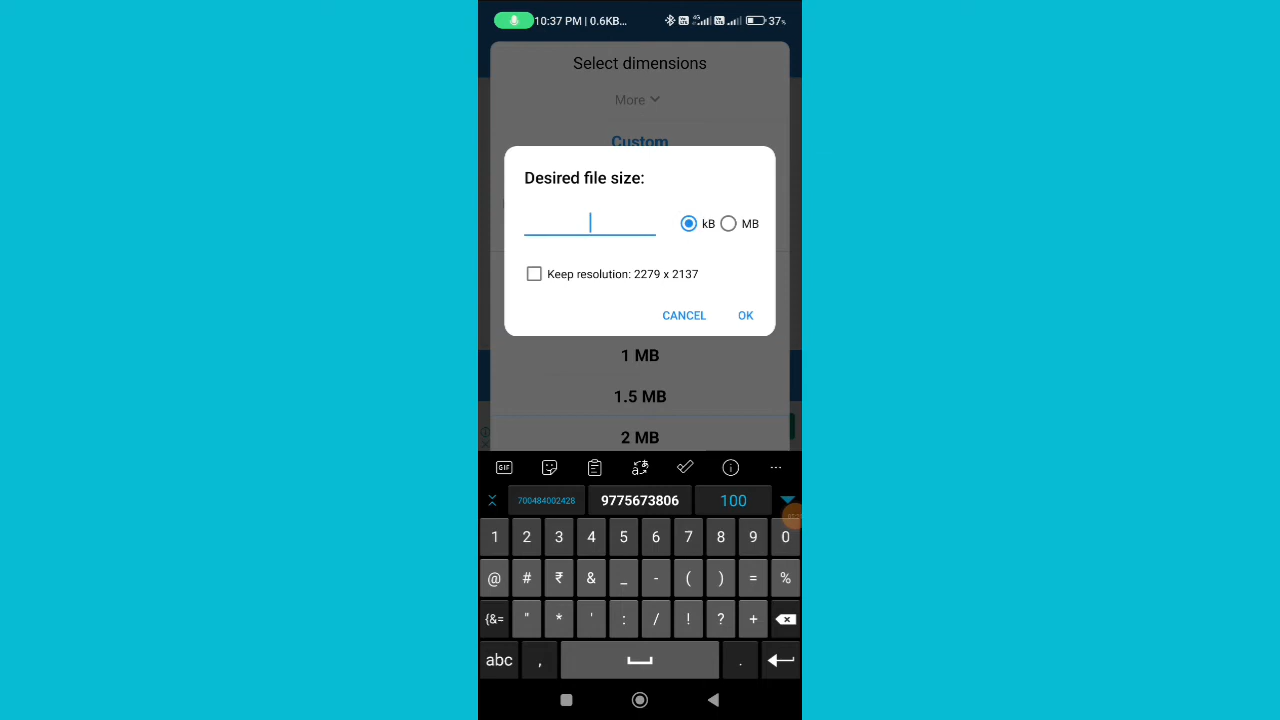 10:37 PM | 0.6KB...
37%
Select dimensions
More
Custom
Desired file size:
kB MB
Keep resolution: 2279 x 2137
CANCEL OK
1 MB
1.5 MB
2 MB
GIF
700484002428 9775673806 100
1 2 3 4 5 6 7 8 9 0
@ # ₹ & _ - ( ) = %
{&= " * ' : / ! ? +
abc , .